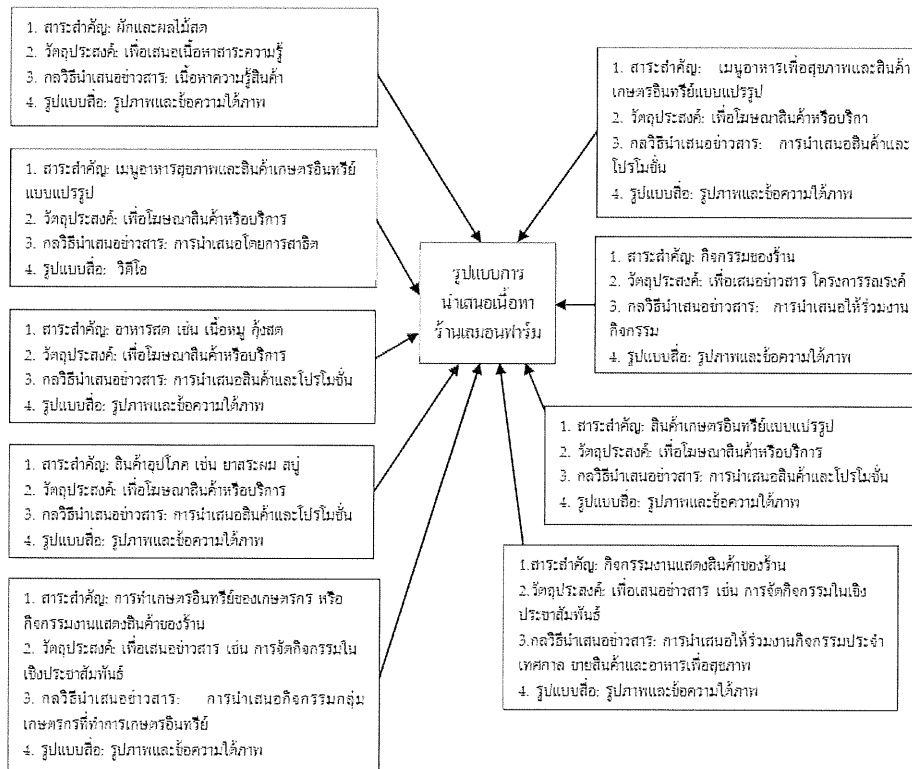 1. สาระสำคัญ: ผักและผลไม้สด
2. วัตถุประสงค์: เพื่อเสนอเนื้อหาสาระความรู้
3. กลวิธีนำเสนอข่าวสาร: เนื้อหาความรู้สินค้า
4. รูปแบบสื่อ: รูปภาพและข้อความใต้ภาพ
1. สาระสำคัญ: เมนูอาหารสุขภาพและสินค้าเกษตรอินทรีย์
แบบแปรรูป
2. วัตถุประสงค์: เพื่อโฆษณาสินค้าหรือบริการ
3. กลวิธีนำเสนอข่าวสาร: การนำเสนอโดยการสาธิต
4. รูปแบบสื่อ: วิดีโอ
1. สาระสำคัญ: อาหารสด เช่น เนื้อหมู กุ้งสด
2. วัตถุประสงค์: เพื่อโฆษณาสินค้าหรือบริการ
3. กลวิธีนำเสนอข่าวสาร: การนำเสนอสินค้าและโปรโมชั่น
4. รูปแบบสื่อ: รูปภาพและข้อความใต้ภาพ
1. สาระสำคัญ: สินค้าอุปโภค เช่น ยาสระผม สบู่
2. วัตถุประสงค์: เพื่อโฆษณาสินค้าหรือบริการ
3. กลวิธีนำเสนอข่าวสาร: การนำเสนอสินค้าและโปรโมชั่น
4. รูปแบบสื่อ: รูปภาพและข้อความใต้ภาพ
1. สาระสำคัญ: การทำเกษตรอินทรีย์ของเกษตรกร หรือ
กิจกรรมงานแสดงสินค้าของร้าน
2. วัตถุประสงค์: เพื่อเสนอข่าวสาร เช่น การจัดกิจกรรมใน
เชิงประชาสัมพันธ์
3. กลวิธีนำเสนอข่าวสาร: การนำเสนอกิจกรรมกลุ่ม
เกษตรกรที่ทำการเกษตรอินทรีย์
4. รูปแบบสื่อ: รูปภาพและข้อความใต้ภาพ
รูปแบบการ
นำเสนอเนื้อหา
ร้านเลมอนฟาร์ม
1. สาระสำคัญ: เมนูอาหารเพื่อสุขภาพและสินค้า
เกษตรอินทรีย์แบบแปรรูป
2. วัตถุประสงค์: เพื่อโฆษณาสินค้าหรือบริกา
3. กลวิธีนำเสนอข่าวสาร: การนำเสนอสินค้าและ
โปรโมชั่น
4. รูปแบบสื่อ: รูปภาพและข้อความใต้ภาพ
1. สาระสำคัญ: กิจกรรมของร้าน
2. วัตถุประสงค์: เพื่อเสนอข่าวสาร โครงการรณรงค์
3. กลวิธีนำเสนอข่าวสาร: การนำเสนอให้ร่วมงาน
กิจกรรม
4. รูปแบบสื่อ: รูปภาพและข้อความใต้ภาพ
1. สาระสำคัญ: สินค้าเกษตรอินทรีย์แบบแปรรูป
2. วัตถุประสงค์: เพื่อโฆษณาสินค้าหรือบริการ
3. กลวิธีนำเสนอข่าวสาร: การนำเสนอสินค้าและโปรโมชั่น
4. รูปแบบสื่อ: รูปภาพและข้อความใต้ภาพ
1.สาระสำคัญ: กิจกรรมงานแสดงสินค้าของร้าน
2.วัตถุประสงค์: เพื่อเสนอข่าวสาร เช่น การจัดกิจกรรมในเชิง
ประชาสัมพันธ์
3.กลวิธีนำเสนอข่าวสาร: การนำเสนอให้ร่วมงานกิจกรรมประจำ
เทศกาล ขายสินค้าและอาหารเพื่อสุขภาพ
4. รูปแบบสื่อ: รูปภาพและข้อความใต้ภาพ